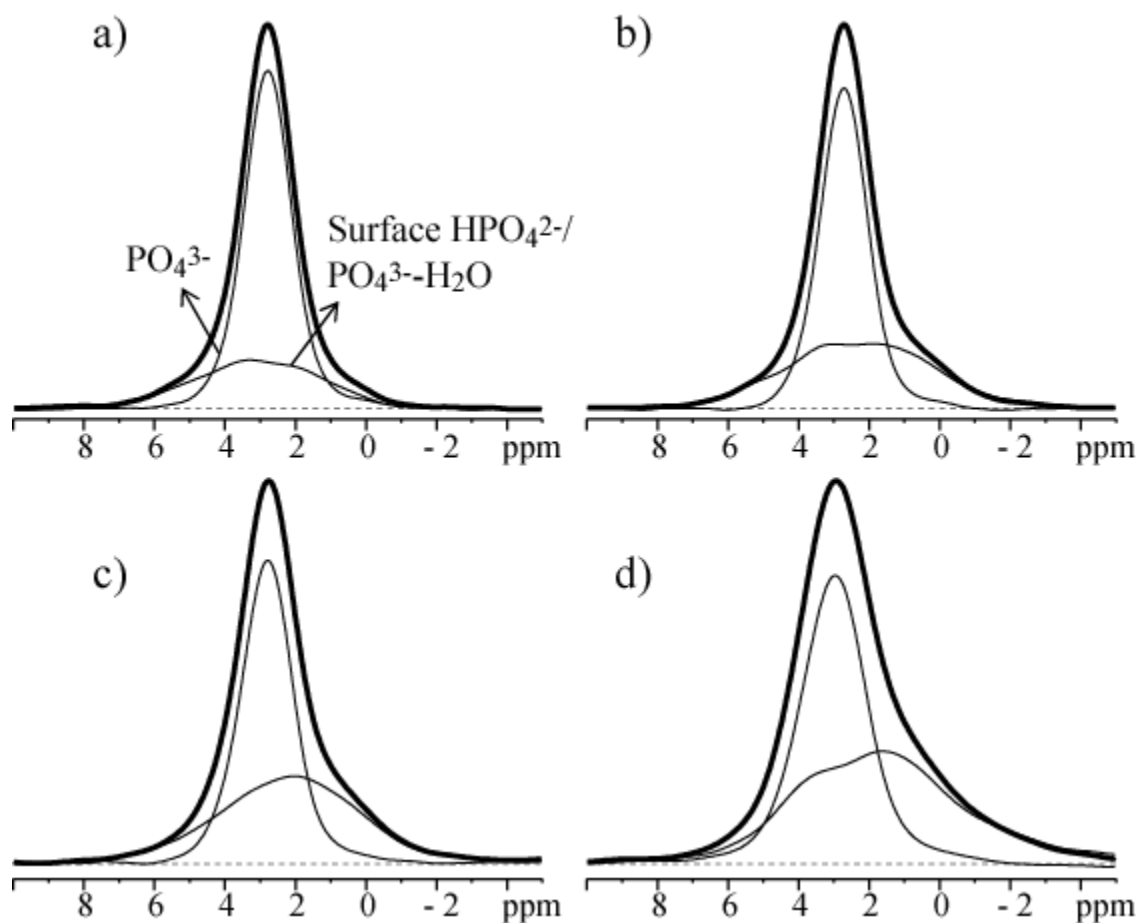 a)
b)
PO₄³⁻
Surface HPO₄²⁻/
PO₄³⁻-H₂O
8 6 4 2 0 - 2 ppm
8 6 4 2 0 - 2 ppm
c)
d)
8 6 4 2 0 - 2 ppm
8 6 4 2 0 - 2 ppm